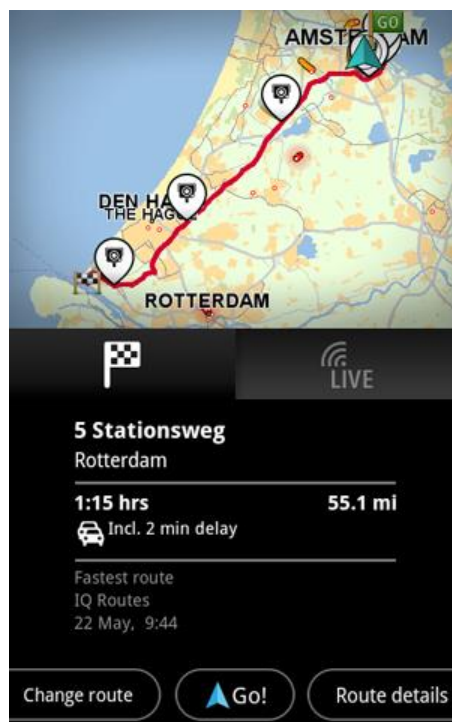 GO
AMSTERDAM
DEN HAAG
THE HAGUE
ROTTERDAM
LIVE
5 Stationsweg
Rotterdam
1:15 hrs 55.1 mi
Incl. 2 min delay
Fastest route
IQ Routes
22 May, 9:44
Change route Go! Route details